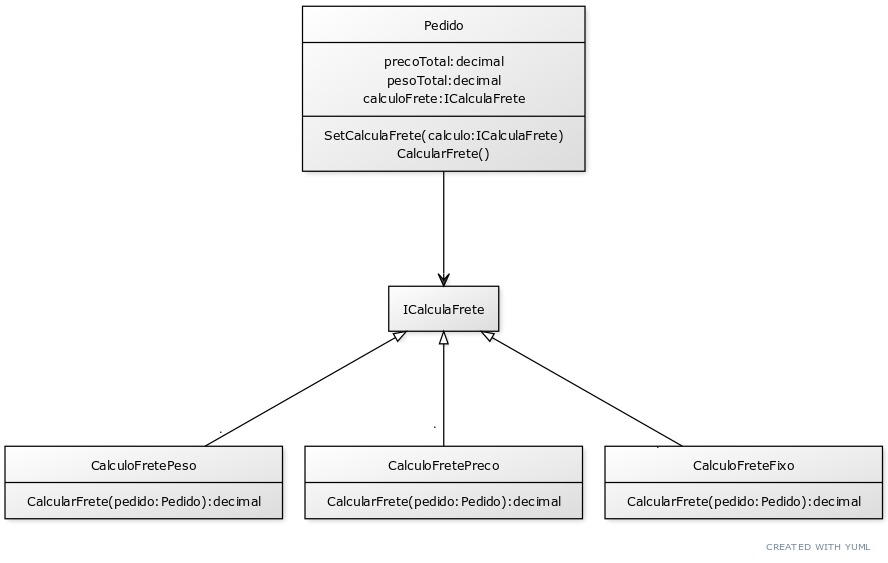 Pedido
precoTotal:decimal
pesoTotal:decimal
calculoFrete:ICalculaFrete
SetCalculaFrete(calculo:ICalculaFrete)
CalcularFrete()
ICalculaFrete
CalculoFretePeso
CalcularFrete(pedido:Pedido):decimal
CalculoFretePreco
CalcularFrete(pedido:Pedido):decimal
CalculoFreteFixo
CalcularFrete(pedido:Pedido):decimal
CREATED WITH YUML